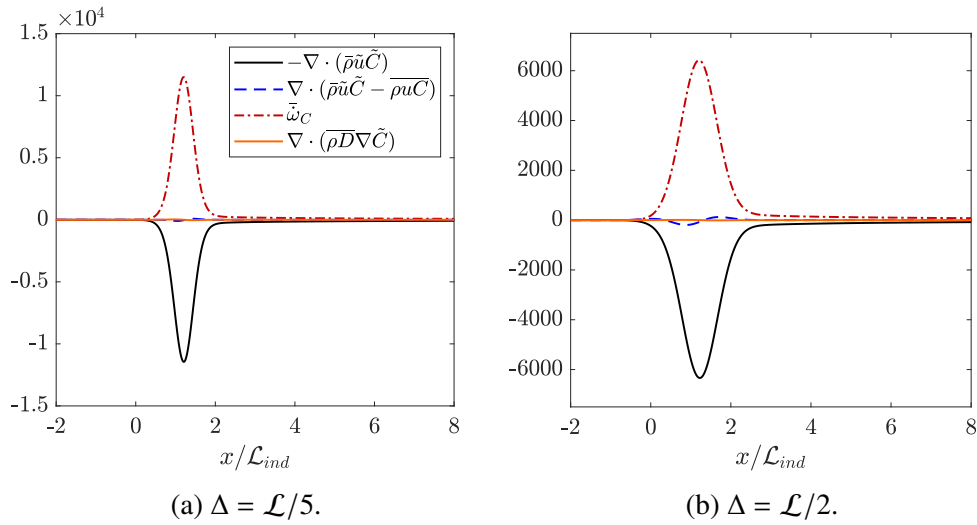 ×10⁴
1.5
1
0.5
0
-0.5
-1
-1.5
-2 0 2 4 6 8
x/ℒ_ind
−∇ · (ρ̄ũC̃)
∇ · (ρ̄ũC̃ − \overline{ρuC})
\bar{ω̇}_C
∇ · (\overline{ρD}∇C̃)
(a) Δ = ℒ/5.
6000
4000
2000
0
-2000
-4000
-6000
-2 0 2 4 6 8
x/ℒ_ind
(b) Δ = ℒ/2.